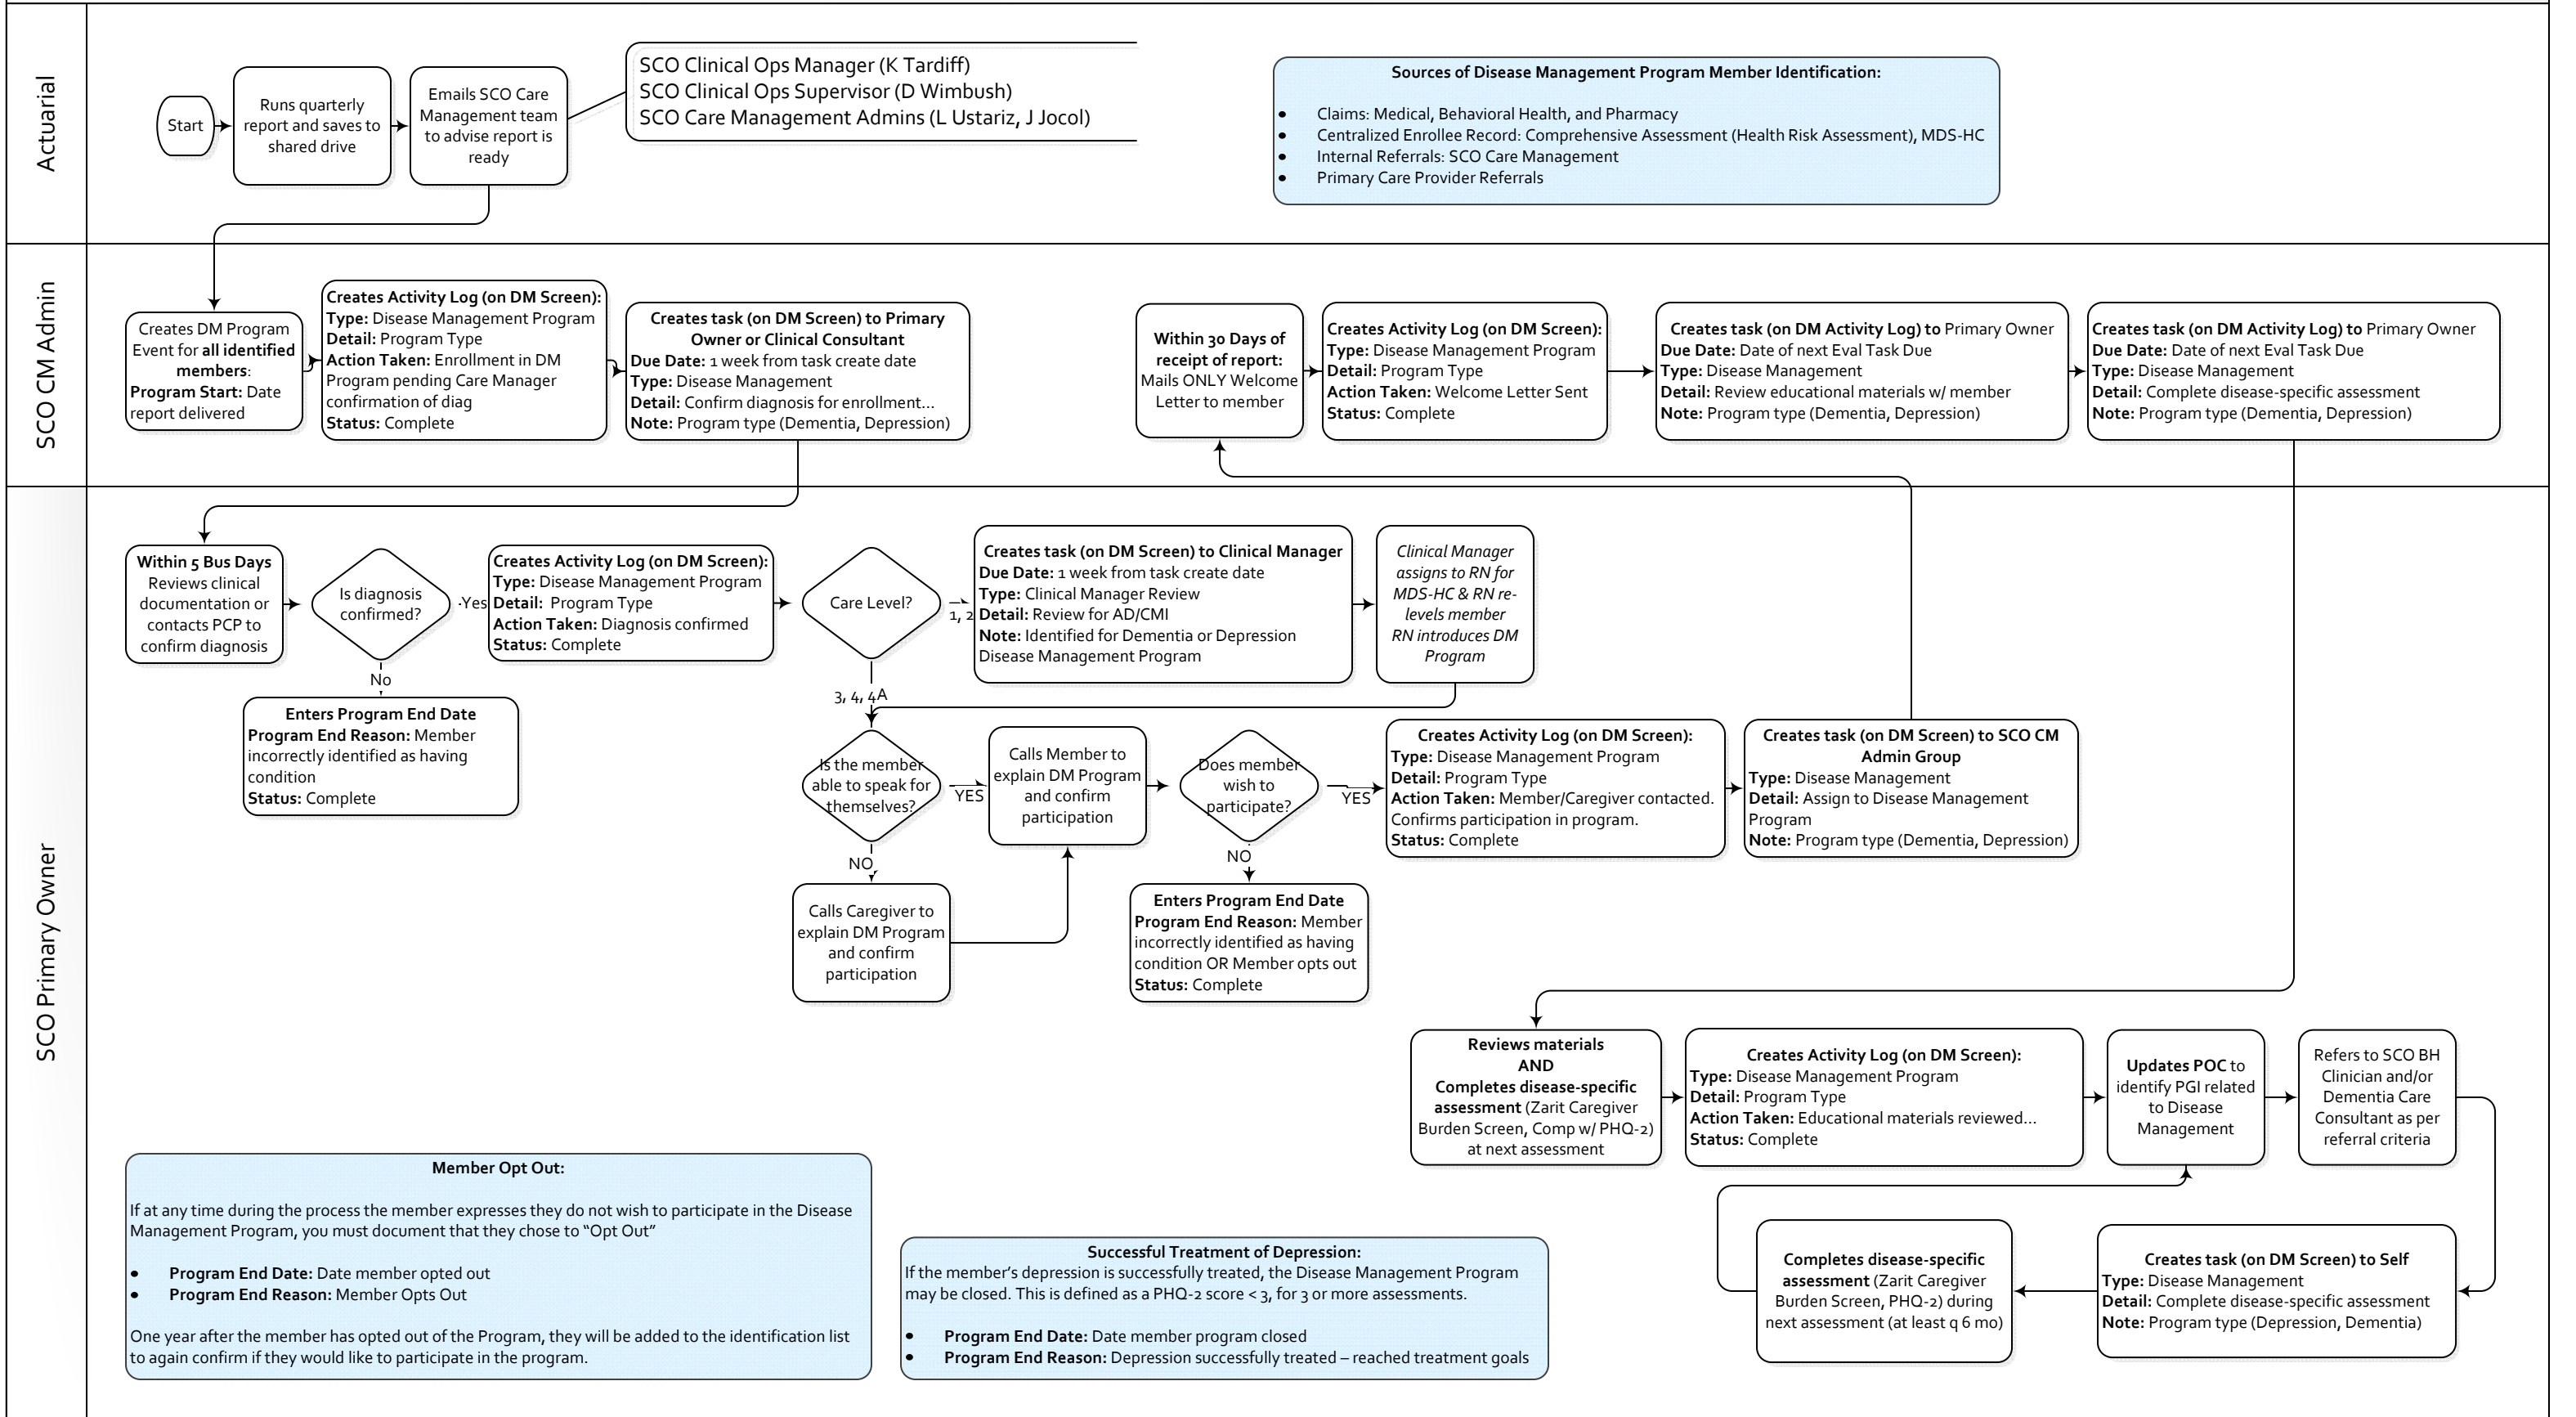 Actuarial
Start
Runs quarterly
report and saves to
shared drive
Emails SCO Care
Management team
to advise report is
ready
SCO Clinical Ops Manager (K Tardiff)
SCO Clinical Ops Supervisor (D Wimbush)
SCO Care Management Admins (L Ustariz, J Jocol)
Sources of Disease Management Program Member Identification:
• Claims: Medical, Behavioral Health, and Pharmacy
• Centralized Enrollee Record: Comprehensive Assessment (Health Risk Assessment), MDS-HC
• Internal Referrals: SCO Care Management
• Primary Care Provider Referrals
SCO CM Admin
Creates DM Program
Event for all identified
members:
Program Start: Date
report delivered
Creates Activity Log (on DM Screen):
Type: Disease Management Program
Detail: Program Type
Action Taken: Enrollment in DM
Program pending Care Manager
confirmation of diag
Status: Complete
Creates task (on DM Screen) to Primary
Owner or Clinical Consultant
Due Date: 1 week from task create date
Type: Disease Management
Detail: Confirm diagnosis for enrollment...
Note: Program type (Dementia, Depression)
Within 30 Days of
receipt of report:
Mails ONLY Welcome
Letter to member
Creates Activity Log (on DM Screen):
Type: Disease Management Program
Detail: Program Type
Action Taken: Welcome Letter Sent
Status: Complete
Creates task (on DM Activity Log) to Primary Owner
Due Date: Date of next Eval Task Due
Type: Disease Management
Detail: Review educational materials w/ member
Note: Program type (Dementia, Depression)
Creates task (on DM Activity Log) to Primary Owner
Due Date: Date of next Eval Task Due
Type: Disease Management
Detail: Complete disease-specific assessment
Note: Program type (Dementia, Depression)
SCO Primary Owner
Within 5 Bus Days
Reviews clinical
documentation or
contacts PCP to
confirm diagnosis
Is diagnosis
confirmed?
Yes
No
Enters Program End Date
Program End Reason: Member
incorrectly identified as having
condition
Status: Complete
Creates Activity Log (on DM Screen):
Type: Disease Management Program
Detail: Program Type
Action Taken: Diagnosis confirmed
Status: Complete
Care Level?
1, 2
3, 4, 4A
Creates task (on DM Screen) to Clinical Manager
Due Date: 1 week from task create date
Type: Clinical Manager Review
Detail: Review for AD/CMI
Note: Identified for Dementia or Depression
Disease Management Program
Clinical Manager
assigns to RN for
MDS-HC & RN re-
levels member
RN introduces DM
Program
Is the member
able to speak for
themselves?
YES
NO
Calls Caregiver to
explain DM Program
and confirm
participation
Calls Member to
explain DM Program
and confirm
participation
Does member
wish to
participate?
YES
NO
Enters Program End Date
Program End Reason: Member
incorrectly identified as having
condition OR Member opts out
Status: Complete
Creates Activity Log (on DM Screen):
Type: Disease Management Program
Detail: Program Type
Action Taken: Member/Caregiver contacted.
Confirms participation in program.
Status: Complete
Creates task (on DM Screen) to SCO CM
Admin Group
Type: Disease Management
Detail: Assign to Disease Management
Program
Note: Program type (Dementia, Depression)
Reviews materials
AND
Completes disease-specific
assessment (Zarit Caregiver
Burden Screen, Comp w/ PHQ-2)
at next assessment
Creates Activity Log (on DM Screen):
Type: Disease Management Program
Detail: Program Type
Action Taken: Educational materials reviewed...
Status: Complete
Updates POC to
identify PGI related
to Disease
Management
Refers to SCO BH
Clinician and/or
Dementia Care
Consultant as per
referral criteria
Creates task (on DM Screen) to Self
Type: Disease Management
Detail: Complete disease-specific assessment
Note: Program type (Depression, Dementia)
Completes disease-specific
assessment (Zarit Caregiver
Burden Screen, PHQ-2) during
next assessment (at least q 6 mo)
Member Opt Out:
If at any time during the process the member expresses they do not wish to participate in the Disease
Management Program, you must document that they chose to “Opt Out”
• Program End Date: Date member opted out
• Program End Reason: Member Opts Out
One year after the member has opted out of the Program, they will be added to the identification list
to again confirm if they would like to participate in the program.
Successful Treatment of Depression:
If the member’s depression is successfully treated, the Disease Management Program
may be closed. This is defined as a PHQ-2 score < 3, for 3 or more assessments.
• Program End Date: Date member program closed
• Program End Reason: Depression successfully treated – reached treatment goals